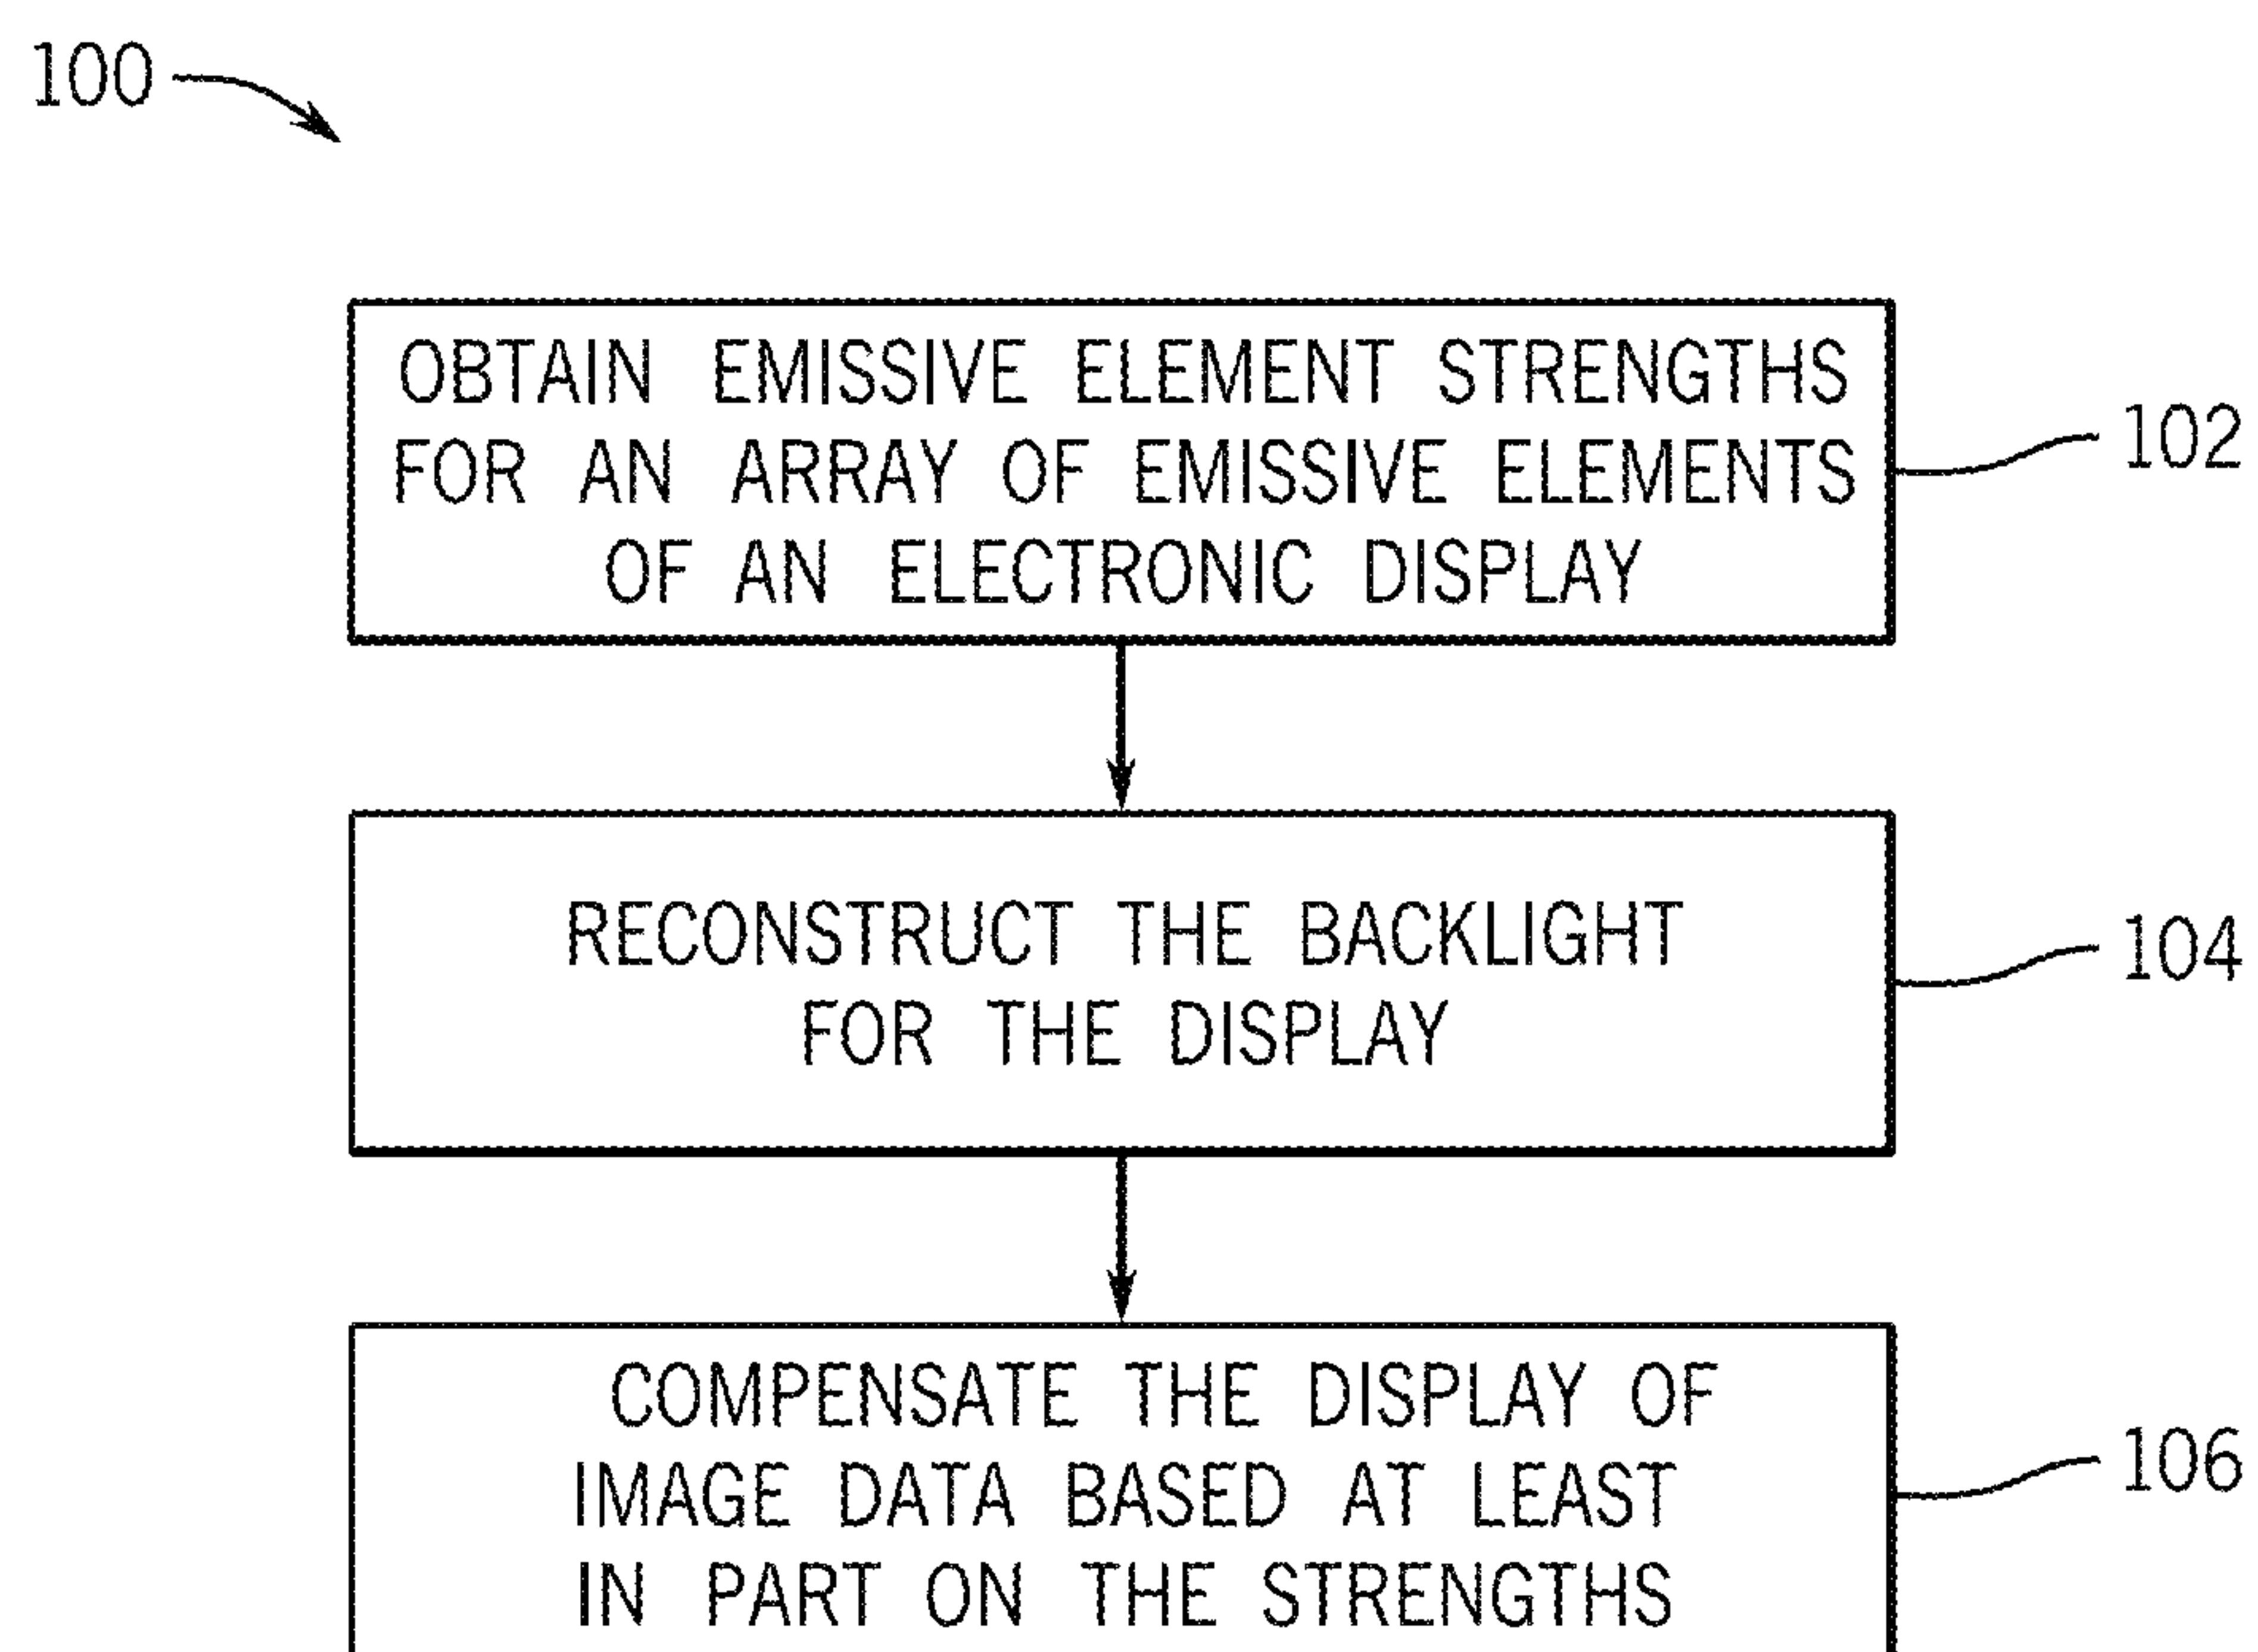 100
OBTAIN EMISSIVE ELEMENT STRENGTHS
FOR AN ARRAY OF EMISSIVE ELEMENTS
OF AN ELECTRONIC DISPLAY
102
RECONSTRUCT THE BACKLIGHT
FOR THE DISPLAY
104
COMPENSATE THE DISPLAY OF
IMAGE DATA BASED AT LEAST
IN PART ON THE STRENGTHS
106